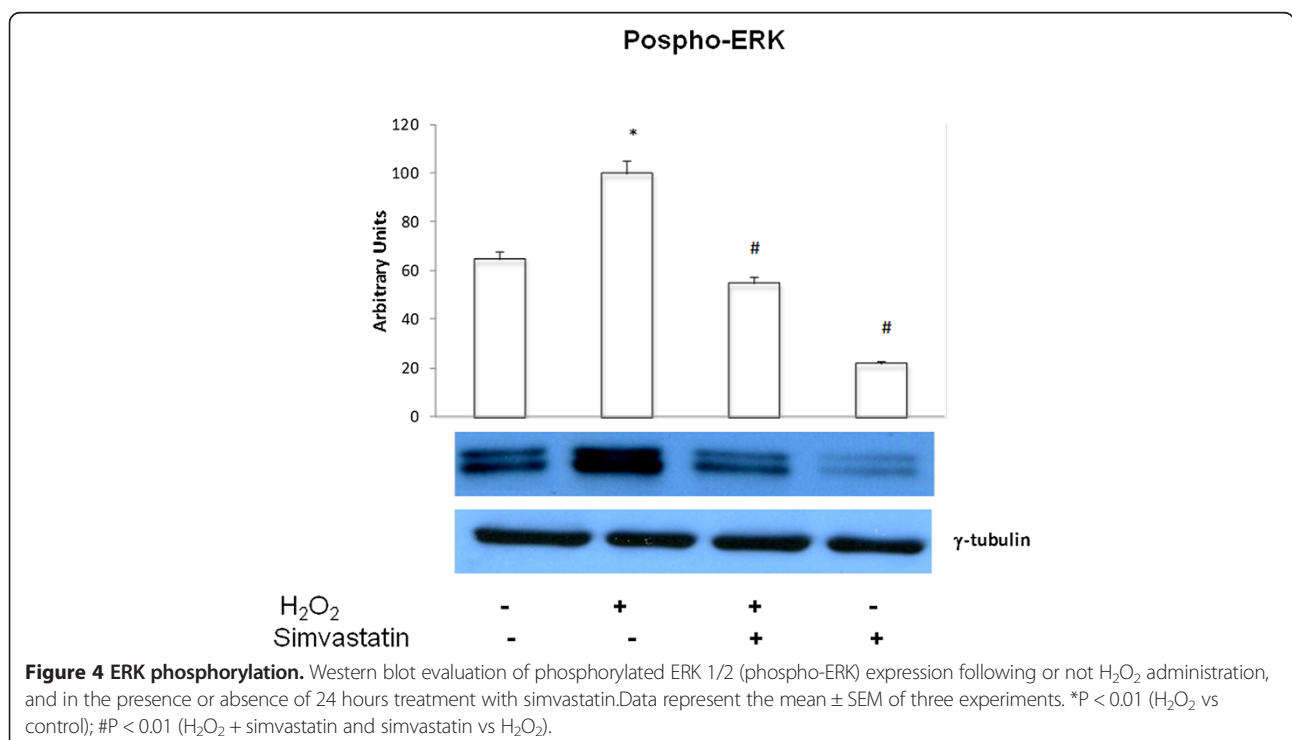 Pospho-ERK
120
100
80
60
40
20
0
Arbitrary Units
*
#
#
γ-tubulin
H₂O₂ - + + -
Simvastatin - - + +
Figure 4 ERK phosphorylation. Western blot evaluation of phosphorylated ERK 1/2 (phospho-ERK) expression following or not H₂O₂ administration,
and in the presence or absence of 24 hours treatment with simvastatin.Data represent the mean ± SEM of three experiments. *P < 0.01 (H₂O₂ vs
control); #P < 0.01 (H₂O₂ + simvastatin and simvastatin vs H₂O₂).